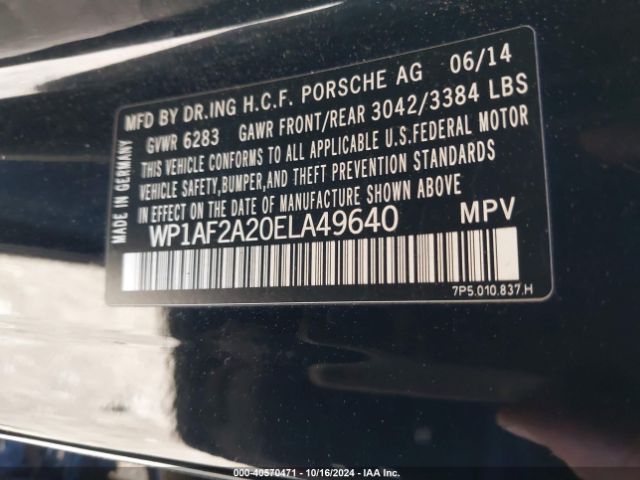 MFD BY DR.ING H.C.F. PORSCHE AG 06/14
GVWR 6283 GAWR FRONT/REAR 3042/3384 LBS
THIS VEHICLE CONFORMS TO ALL APPLICABLE U.S.FEDERAL MOTOR
VEHICLE SAFETY,BUMPER,AND THEFT PREVENTION STANDARDS
IN EFFECT ON THE DATE OF MANUFACTURE SHOWN ABOVE
WP1AF2A20ELA49640 MPV
7P5.010.837.H
MADE IN GERMANY
000-40570471 - 10/16/2024 - IAA Inc.